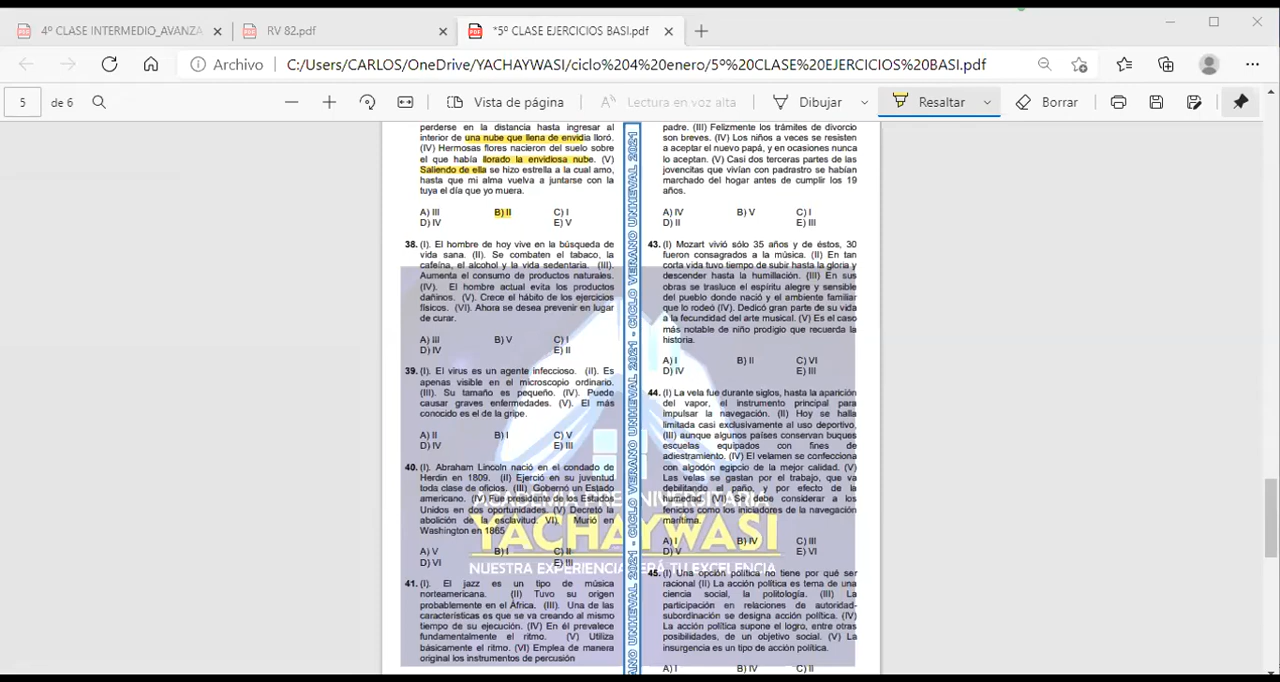 4º CLASE INTERMEDIO_AVANZA
RV 82.pdf
*5º CLASE EJERCICIOS BASI.pdf
Archivo
C:/Users/CARLOS/OneDrive/YACHAYWASI/ciclo%204%20enero/5º%20CLASE%20EJERCICIOS%20BASI.pdf
5
de 6
Vista de página
Lectura en voz alta
Dibujar
Resaltar
Borrar
perderse en la distancia hasta ingresar al
interior de una nube que llena de envidia lloró.
(IV) Hermosas flores nacieron del suelo sobre
el que había llorado la envidiosa nube. (V)
Saliendo de ella se hizo estrella a la cual amo,
hasta que mi alma vuelva a juntarse con la
tuya el día que yo muera.
A) III B) II C) I
D) IV E) V
38. (I). El hombre de hoy vive en la búsqueda de
vida sana. (II). Se combaten el tabaco, la
cafeína, el alcohol y la vida sedentaria. (III).
Aumenta el consumo de productos naturales.
(IV). El hombre actual evita los productos
dañinos. (V). Crece el hábito de los ejercicios
físicos. (VI). Ahora se desea prevenir en lugar
de curar.
A) III B) V C) I
D) IV E) II
39. (I). El virus es un agente infeccioso. (II). Es
apenas visible en el microscopio ordinario.
(III). Su tamaño es pequeño. (IV). Puede
causar graves enfermedades. (V). El más
conocido es el de la gripe.
A) II B) I C) V
D) IV E) III
40. (I). Abraham Lincoln nació en el condado de
Herdin en 1809. (II) Ejerció en su juventud
toda clase de oficios. (III) Gobernó un Estado
americano. (IV) Fue presidente de los Estados
Unidos en dos oportunidades. (V) Decretó la
abolición de la esclavitud. VI). Murió en
Washington en 1865
A) V B) I C) II
D) VI E) III
41. (I). El jazz es un tipo de música
norteamericana. (II) Tuvo su origen
probablemente en el África. (III). Una de las
características es que se va creando al mismo
tiempo de su ejecución. (IV) En él prevalece
fundamentalmente el ritmo. (V) Utiliza
básicamente el ritmo. (VI) Emplea de manera
original los instrumentos de percusión
ANO UNHEVAL 2021 - CICLO VERANO UNHEVAL 2021 - CICLO VERANO UNHEVAL 2021
padre. (III) Felizmente los trámites de divorcio
son breves. (IV) Los niños a veces se resisten
a aceptar el nuevo papá, y en ocasiones nunca
lo aceptan. (V) Casi dos terceras partes de las
jovencitas que vivían con padrastro se habían
marchado del hogar antes de cumplir los 19
años.
A) IV B) V C) I
D) II E) III
43. (I) Mozart vivió sólo 35 años y de éstos, 30
fueron consagrados a la música. (II) En tan
corta vida tuvo tiempo de subir hasta la gloria y
descender hasta la humillación. (III) En sus
obras se trasluce el espíritu alegre y sensible
del pueblo donde nació y el ambiente familiar
que lo rodeó (IV). Dedicó gran parte de su vida
a la fecundidad del arte musical. (V) Es el caso
más notable de niño prodigio que recuerda la
historia.
A) I B) II C) VI
D) IV E) III
44. (I) La vela fue durante siglos, hasta la aparición
del vapor, el instrumento principal para
impulsar la navegación. (II) Hoy se halla
limitada casi exclusivamente al uso deportivo,
(III) aunque algunos países conservan buques
escuelas equipados con fines de
adiestramiento. (IV) El velamen se confecciona
con algodón egipcio de la mejor calidad. (V)
Las velas se gastan por el trabajo, que va
debilitando el paño, y por efecto de la
humedad. (VI) Se debe considerar a los
fenicios como los iniciadores de la navegación
marítima.
A) I B) IV C) III
D) V E) VI
45. (I) Una opción política no tiene por qué ser
racional (II) La acción política es tema de una
ciencia social, la politología. (III) La
participación en relaciones de autoridad-
subordinación se designa acción política. (IV)
La acción política supone el logro, entre otras
posibilidades, de un objetivo social. (V) La
insurgencia es un tipo de acción política.
A) I B) IV C) II
YACHAYWASI
NUESTRA EXPERIENCIA SERÁ TU EXCELENCIA